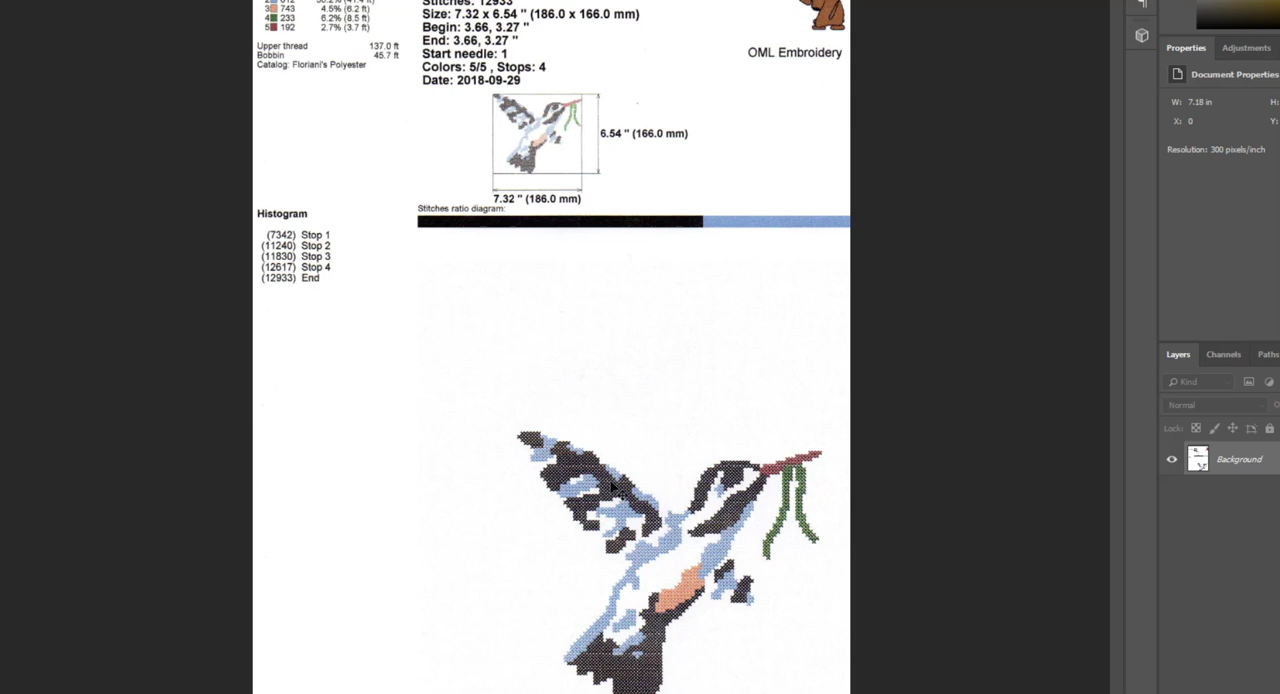 3 743 4.5% (6.2 ft)
4 233 6.2% (8.5 ft)
5 192 2.7% (3.7 ft)
Upper thread 137.0 ft
Bobbin 45.7 ft
Catalog: Floriani's Polyester
Stitches: 12933
Size: 7.32 x 6.54 " (186.0 x 166.0 mm)
Begin: 3.66, 3.27 "
End: 3.66, 3.27 "
Start needle: 1
Colors: 5/5 , Stops: 4
Date: 2018-09-29
OML Embroidery
6.54 " (166.0 mm)
7.32 " (186.0 mm)
Stitches ratio diagram:
Histogram
(7342) Stop 1
(11240) Stop 2
(11830) Stop 3
(12617) Stop 4
(12933) End
Properties Adjustments
Document Properties
W: 7.18 in H:
X: 0 Y:
Resolution: 300 pixels/inch
Layers Channels Paths
Kind
Normal
Lock:
Background